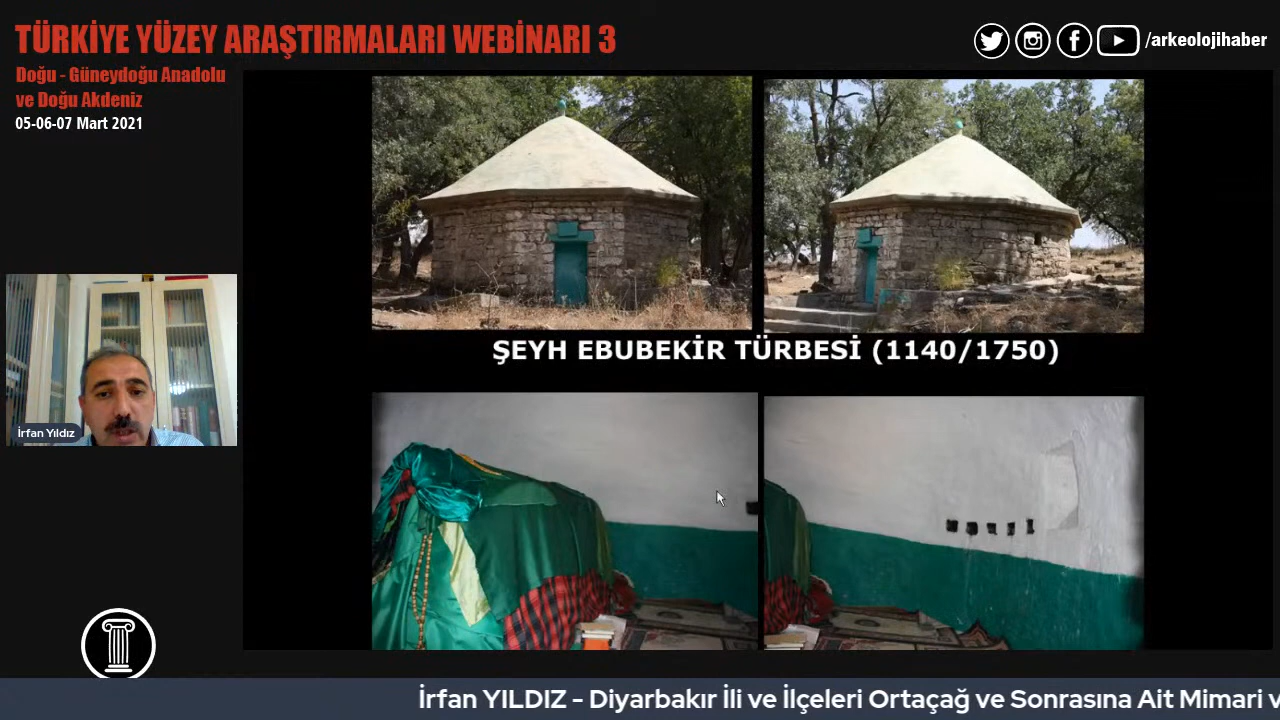 TÜRKİYE YÜZEY ARAŞTIRMALARI WEBİNARI 3
Doğu - Güneydoğu Anadolu
ve Doğu Akdeniz
05-06-07 Mart 2021
/arkeolojihaber
ŞEYH EBUBEKİR TÜRBESİ (1140/1750)
İrfan Yıldız
İrfan YILDIZ - Diyarbakır İli ve İlçeleri Ortaçağ ve Sonrasına Ait Mimari v